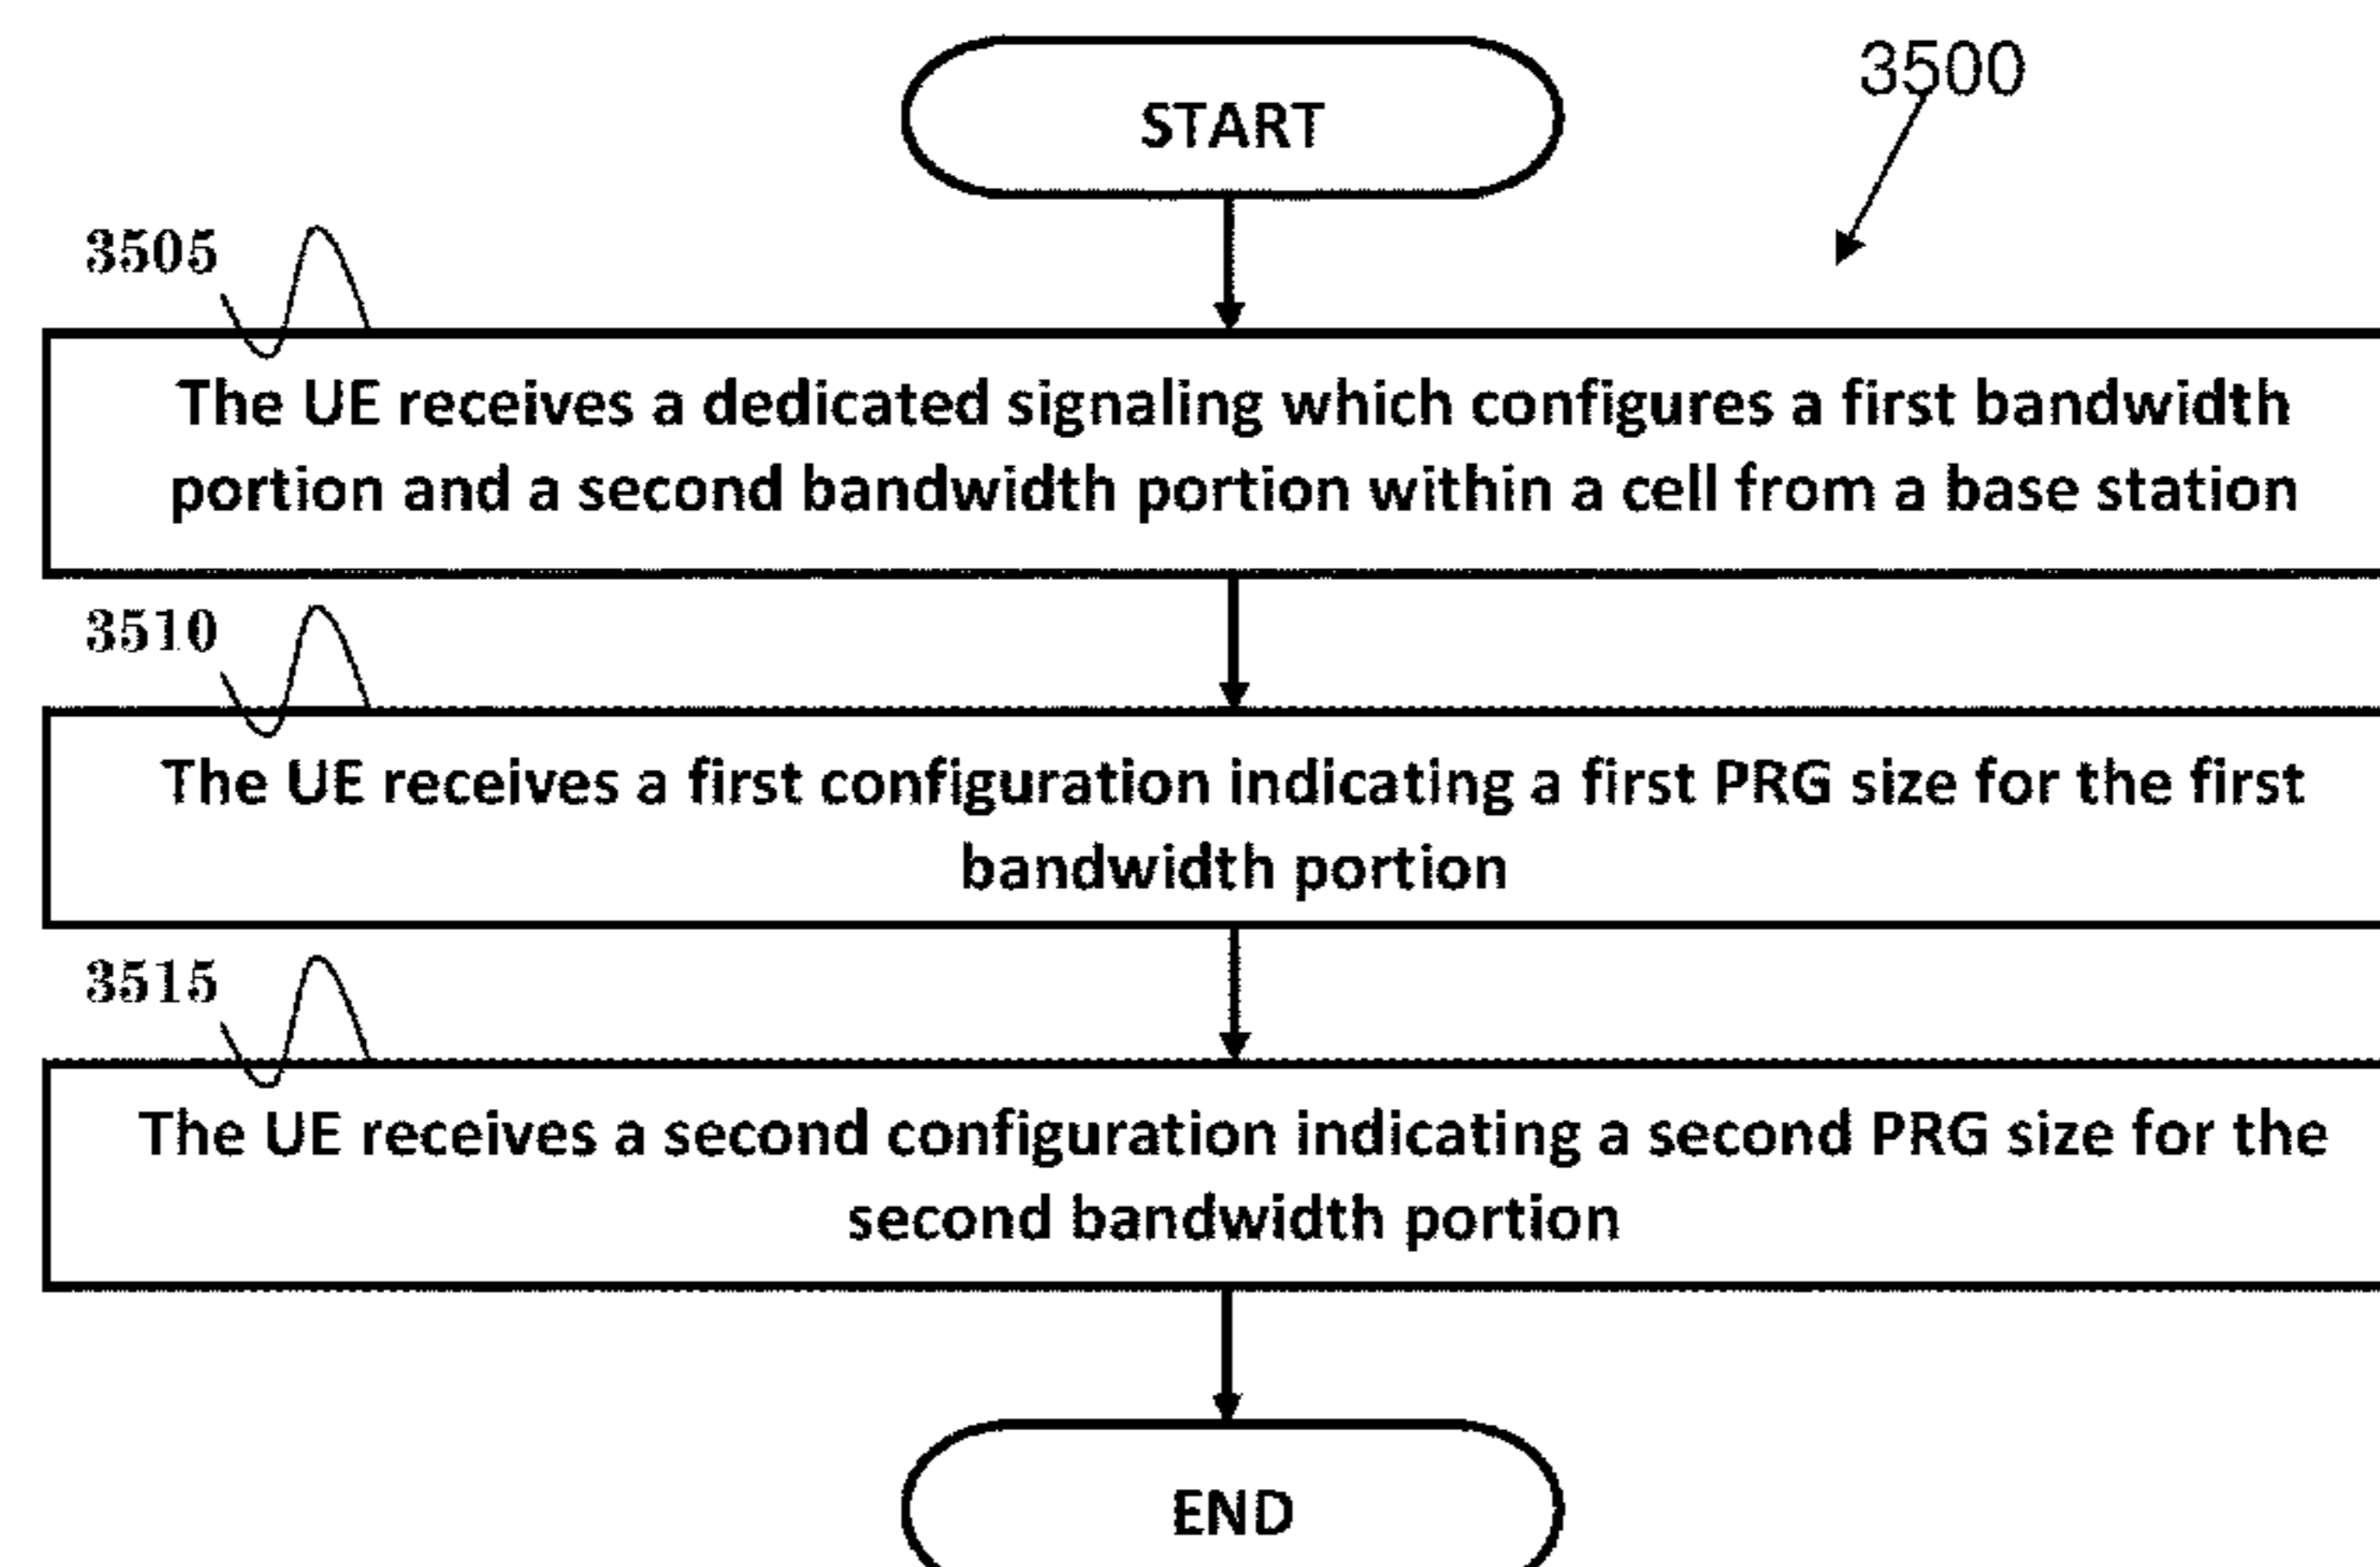 START
3500
3505
The UE receives a dedicated signaling which configures a first bandwidth
portion and a second bandwidth portion within a cell from a base station
3510
The UE receives a first configuration indicating a first PRG size for the first
bandwidth portion
3515
The UE receives a second configuration indicating a second PRG size for the
second bandwidth portion
END